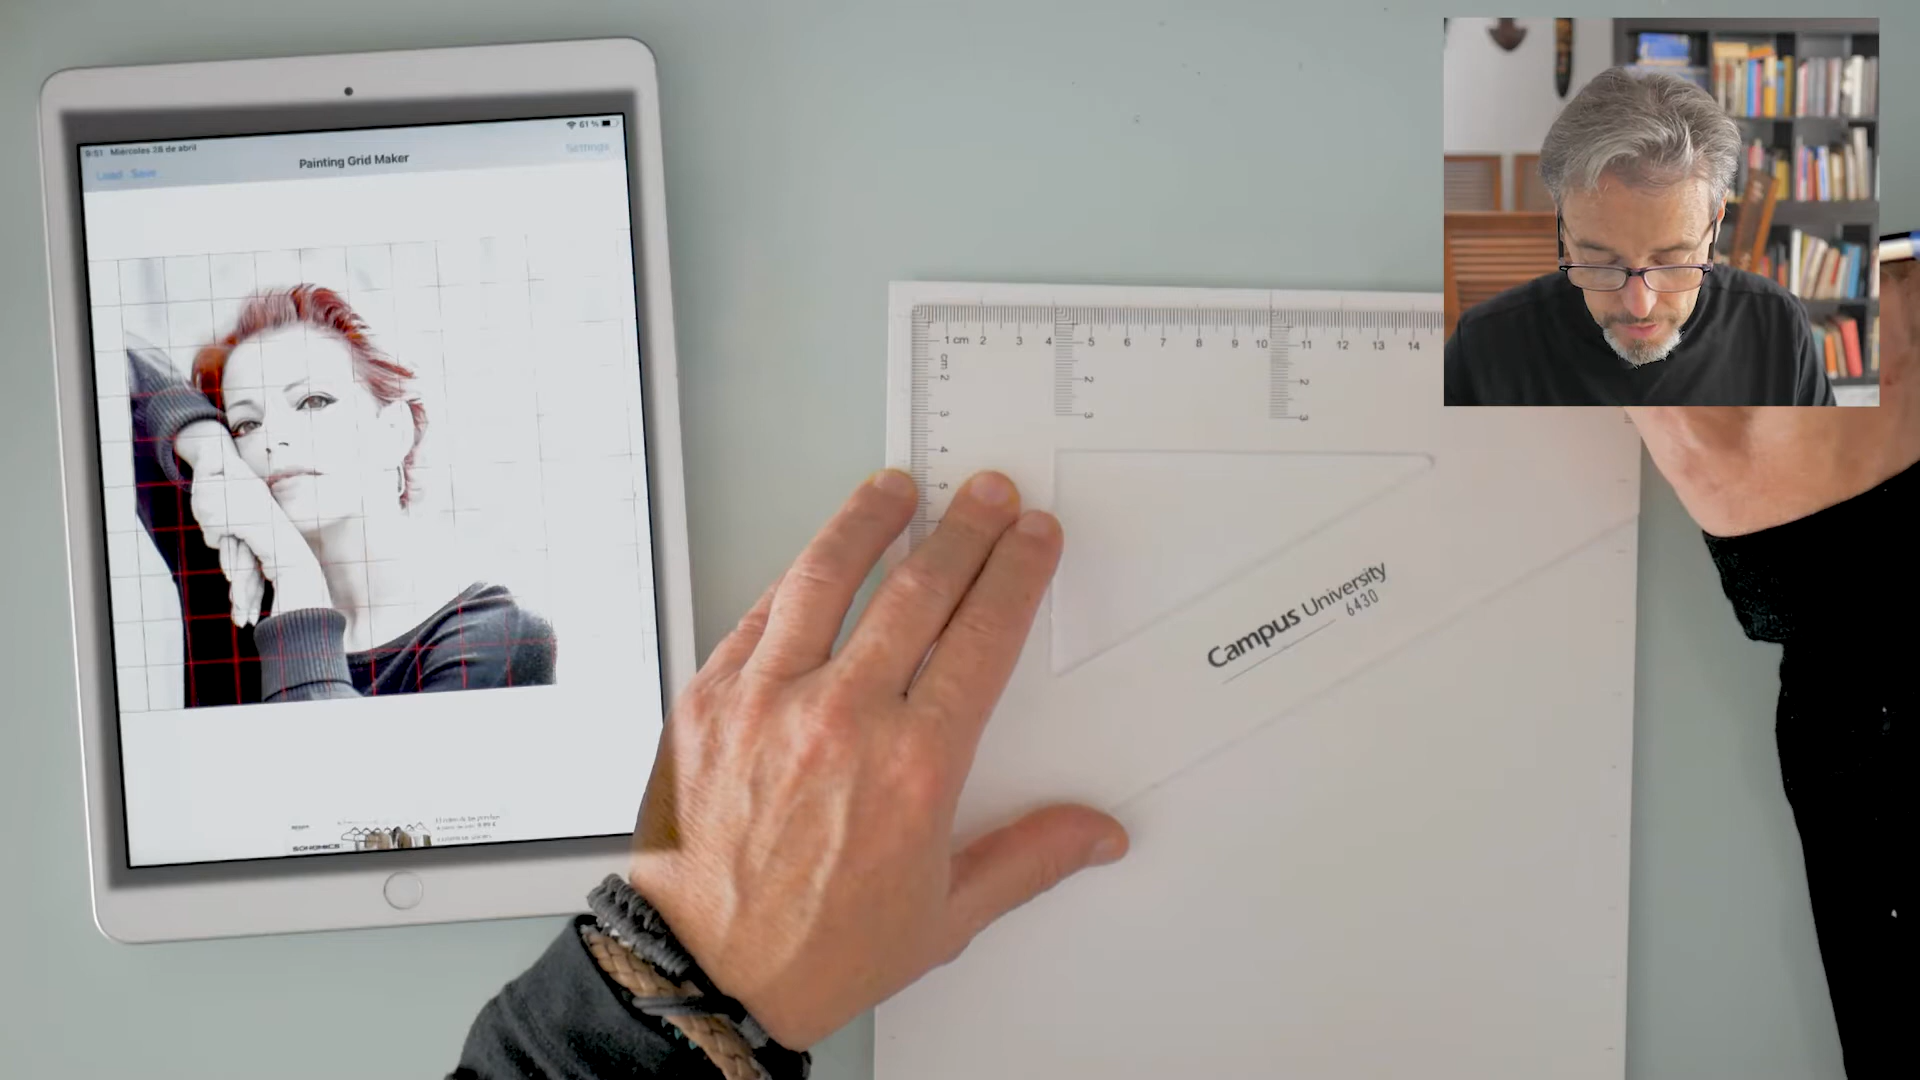 9:51 Miércoles 28 de abril
61 %
Load Save
Painting Grid Maker
Settings
SONGMICS
1 cm 2 3 4 5 6 7 8 9 10 11 12 13 14
cm
2
3
4
5
2
3
2
3
Campus University
6430